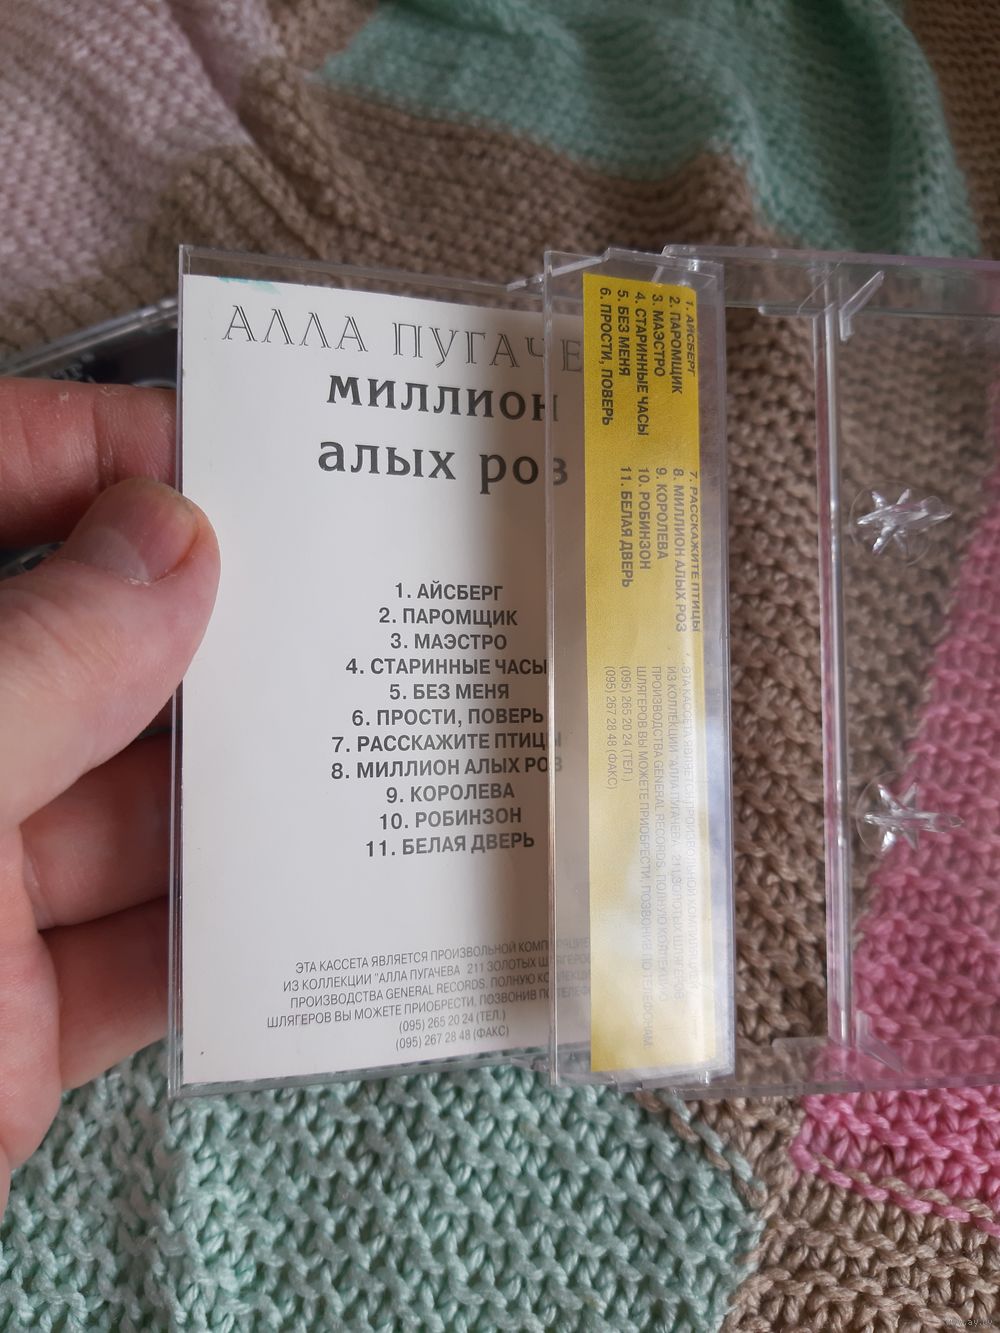 АЛЛА ПУГАЧЕ
МИЛЛИОН
АЛЫХ РОЗ
1. АЙСБЕРГ
2. ПАРОМЩИК
3. МАЭСТРО
4. СТАРИННЫЕ ЧАСЫ
5. БЕЗ МЕНЯ
6. ПРОСТИ, ПОВЕРЬ
7. РАССКАЖИТЕ ПТИЦЫ
8. МИЛЛИОН АЛЫХ РОЗ
9. КОРОЛЕВА
10. РОБИНЗОН
11. БЕЛАЯ ДВЕРЬ
ЭТА КАССЕТА ЯВЛЯЕТСЯ ПРОИЗВОЛЬНОЙ
ИЗ КОЛЛЕКЦИИ "АЛЛА ПУГАЧЕВА 211 ЗОЛОТЫХ ШЛЯГЕРОВ
ПРОИЗВОДСТВА GENERAL RECORDS. ПОЛНУЮ
ШЛЯГЕРОВ ВЫ МОЖЕТЕ ПРИОБРЕСТИ, ПОЗВОНИВ ПО
(095) 265 20 24 (ТЕЛ.)
(095) 267 28 48 (ФАКС)
1. АЙСБЕРГ
2. ПАРОМЩИК
3. МАЭСТРО
4. СТАРИННЫЕ ЧАСЫ
5. БЕЗ МЕНЯ
6. ПРОСТИ, ПОВЕРЬ
7. РАССКАЖИТЕ ПТИЦЫ
8. МИЛЛИОН АЛЫХ РОЗ
9. КОРОЛЕВА
10. РОБИНЗОН
11. БЕЛАЯ ДВЕРЬ
ЭТА КАССЕТА ЯВЛЯЕТСЯ ПРОИЗВОЛЬНОЙ
ИЗ КОЛЛЕКЦИИ "АЛЛА ПУГАЧЕВА 211 ЗОЛОТЫХ ШЛЯГЕРОВ
ПРОИЗВОДСТВА GENERAL RECORDS. ПОЛНУЮ КОЛЛЕКЦИЮ
ШЛЯГЕРОВ ВЫ МОЖЕТЕ ПРИОБРЕСТИ, ПОЗВОНИВ ПО ТЕЛЕФОНАМ:
(095) 265 20 24 (ТЕЛ.)
(095) 267 28 48 (ФАКС)